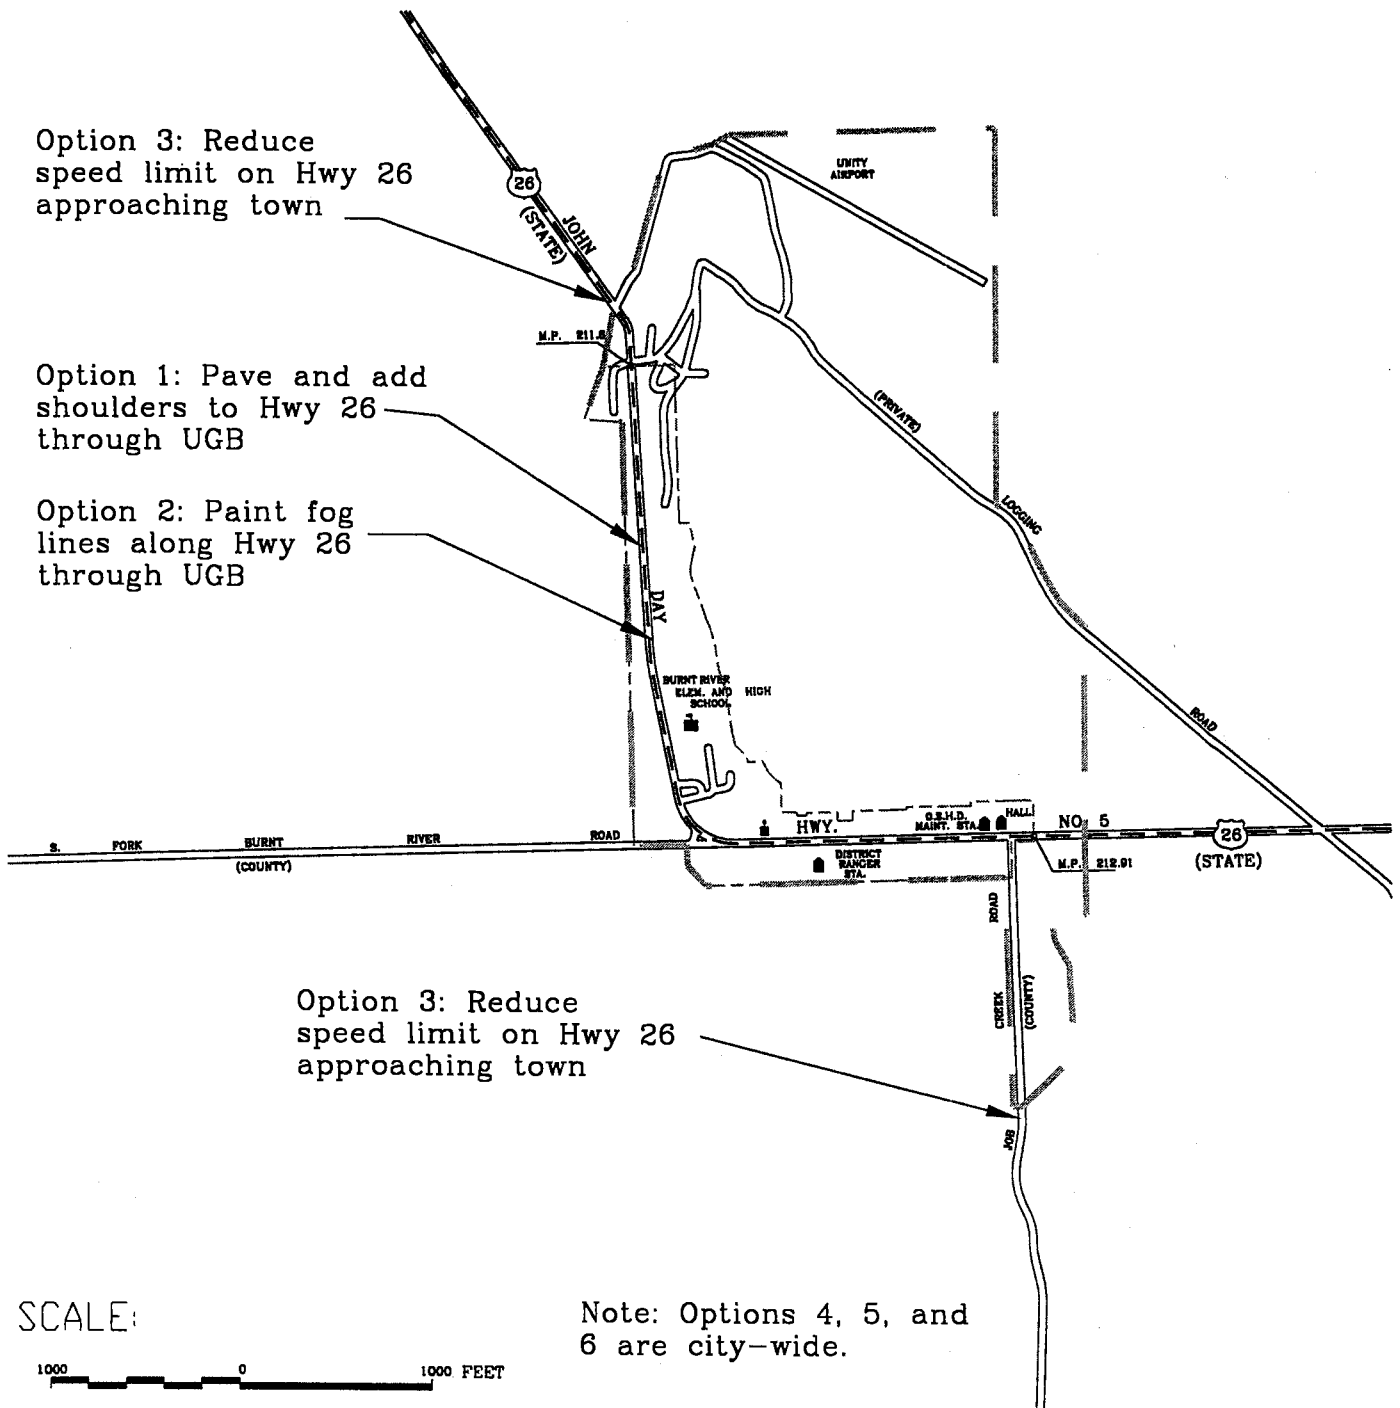 Option 3: Reduce
speed limit on Hwy 26
approaching town
26
(STATE)
JOHN
UNITY
AIRPORT
M.P. 211.8
Option 1: Pave and add
shoulders to Hwy 26
through UGB
(PRIVATE)
LOGGING
ROAD
Option 2: Paint fog
lines along Hwy 26
through UGB
DAY
BURNT RIVER
ELEM. AND HIGH
SCHOOL
HWY.
O.S.H.D.
MAINT. STA.
HALL
NO 5
26
(STATE)
M.P. 212.91
S. FORK BURNT RIVER ROAD
(COUNTY)
DISTRICT
RANGER
STA.
ROAD
CREEK
(COUNTY)
JOB
Option 3: Reduce
speed limit on Hwy 26
approaching town
SCALE:
1000 0 1000 FEET
Note: Options 4, 5, and
6 are city-wide.